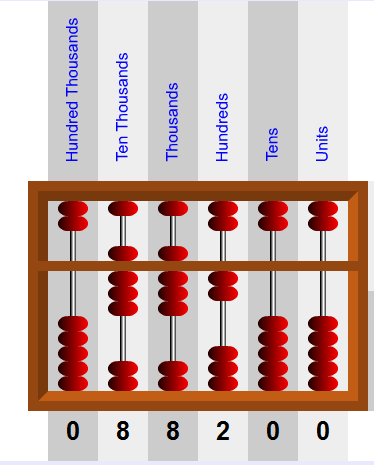 Hundred Thousands
Ten Thousands
Thousands
Hundreds
Tens
Units
0 8 8 2 0 0